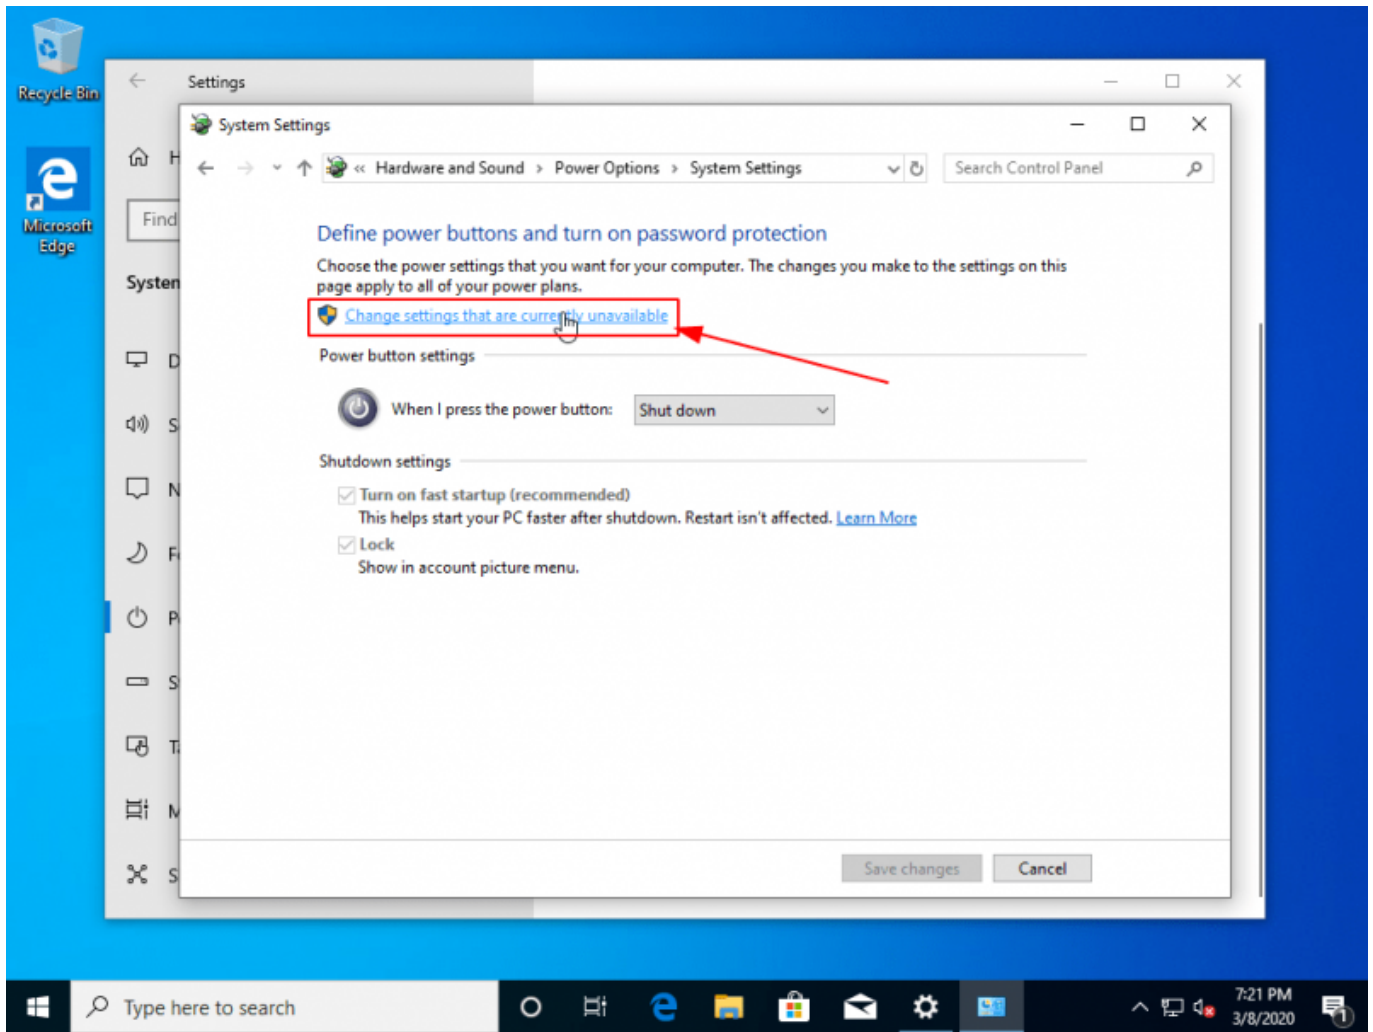 Recycle Bin
Microsoft
Edge
Settings
Find
System Settings
« Hardware and Sound > Power Options > System Settings
Search Control Panel
Define power buttons and turn on password protection
Choose the power settings that you want for your computer. The changes you make to the settings on this
page apply to all of your power plans.
Change settings that are currently unavailable
Power button settings
When I press the power button:
Shut down
Shutdown settings
Turn on fast startup (recommended)
This helps start your PC faster after shutdown. Restart isn't affected. Learn More
Lock
Show in account picture menu.
Save changes
Cancel
Type here to search
7:21 PM
3/8/2020
1